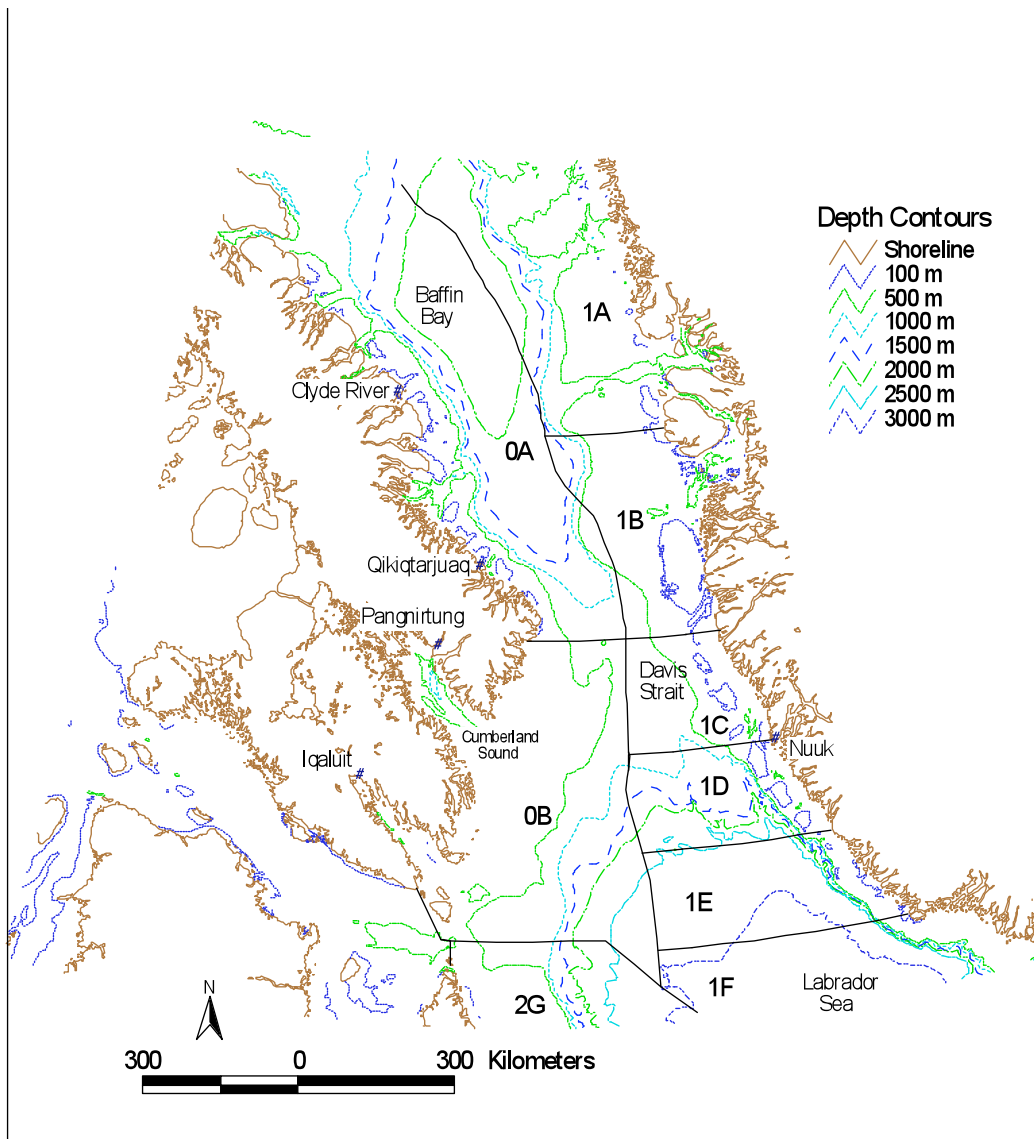 Depth Contours
Shoreline
100 m
500 m
1000 m
1500 m
2000 m
2500 m
3000 m
Baffin
Bay
1A
Clyde River #
0A
1B
Qikiqtarjuaq #
Pangnirtung
#
Davis
Strait
1C
Cumberland
Sound
Iqaluit
#
#
Nuuk
1D
0B
1E
2G
1F
Labrador
Sea
N
300 0 300 Kilometers